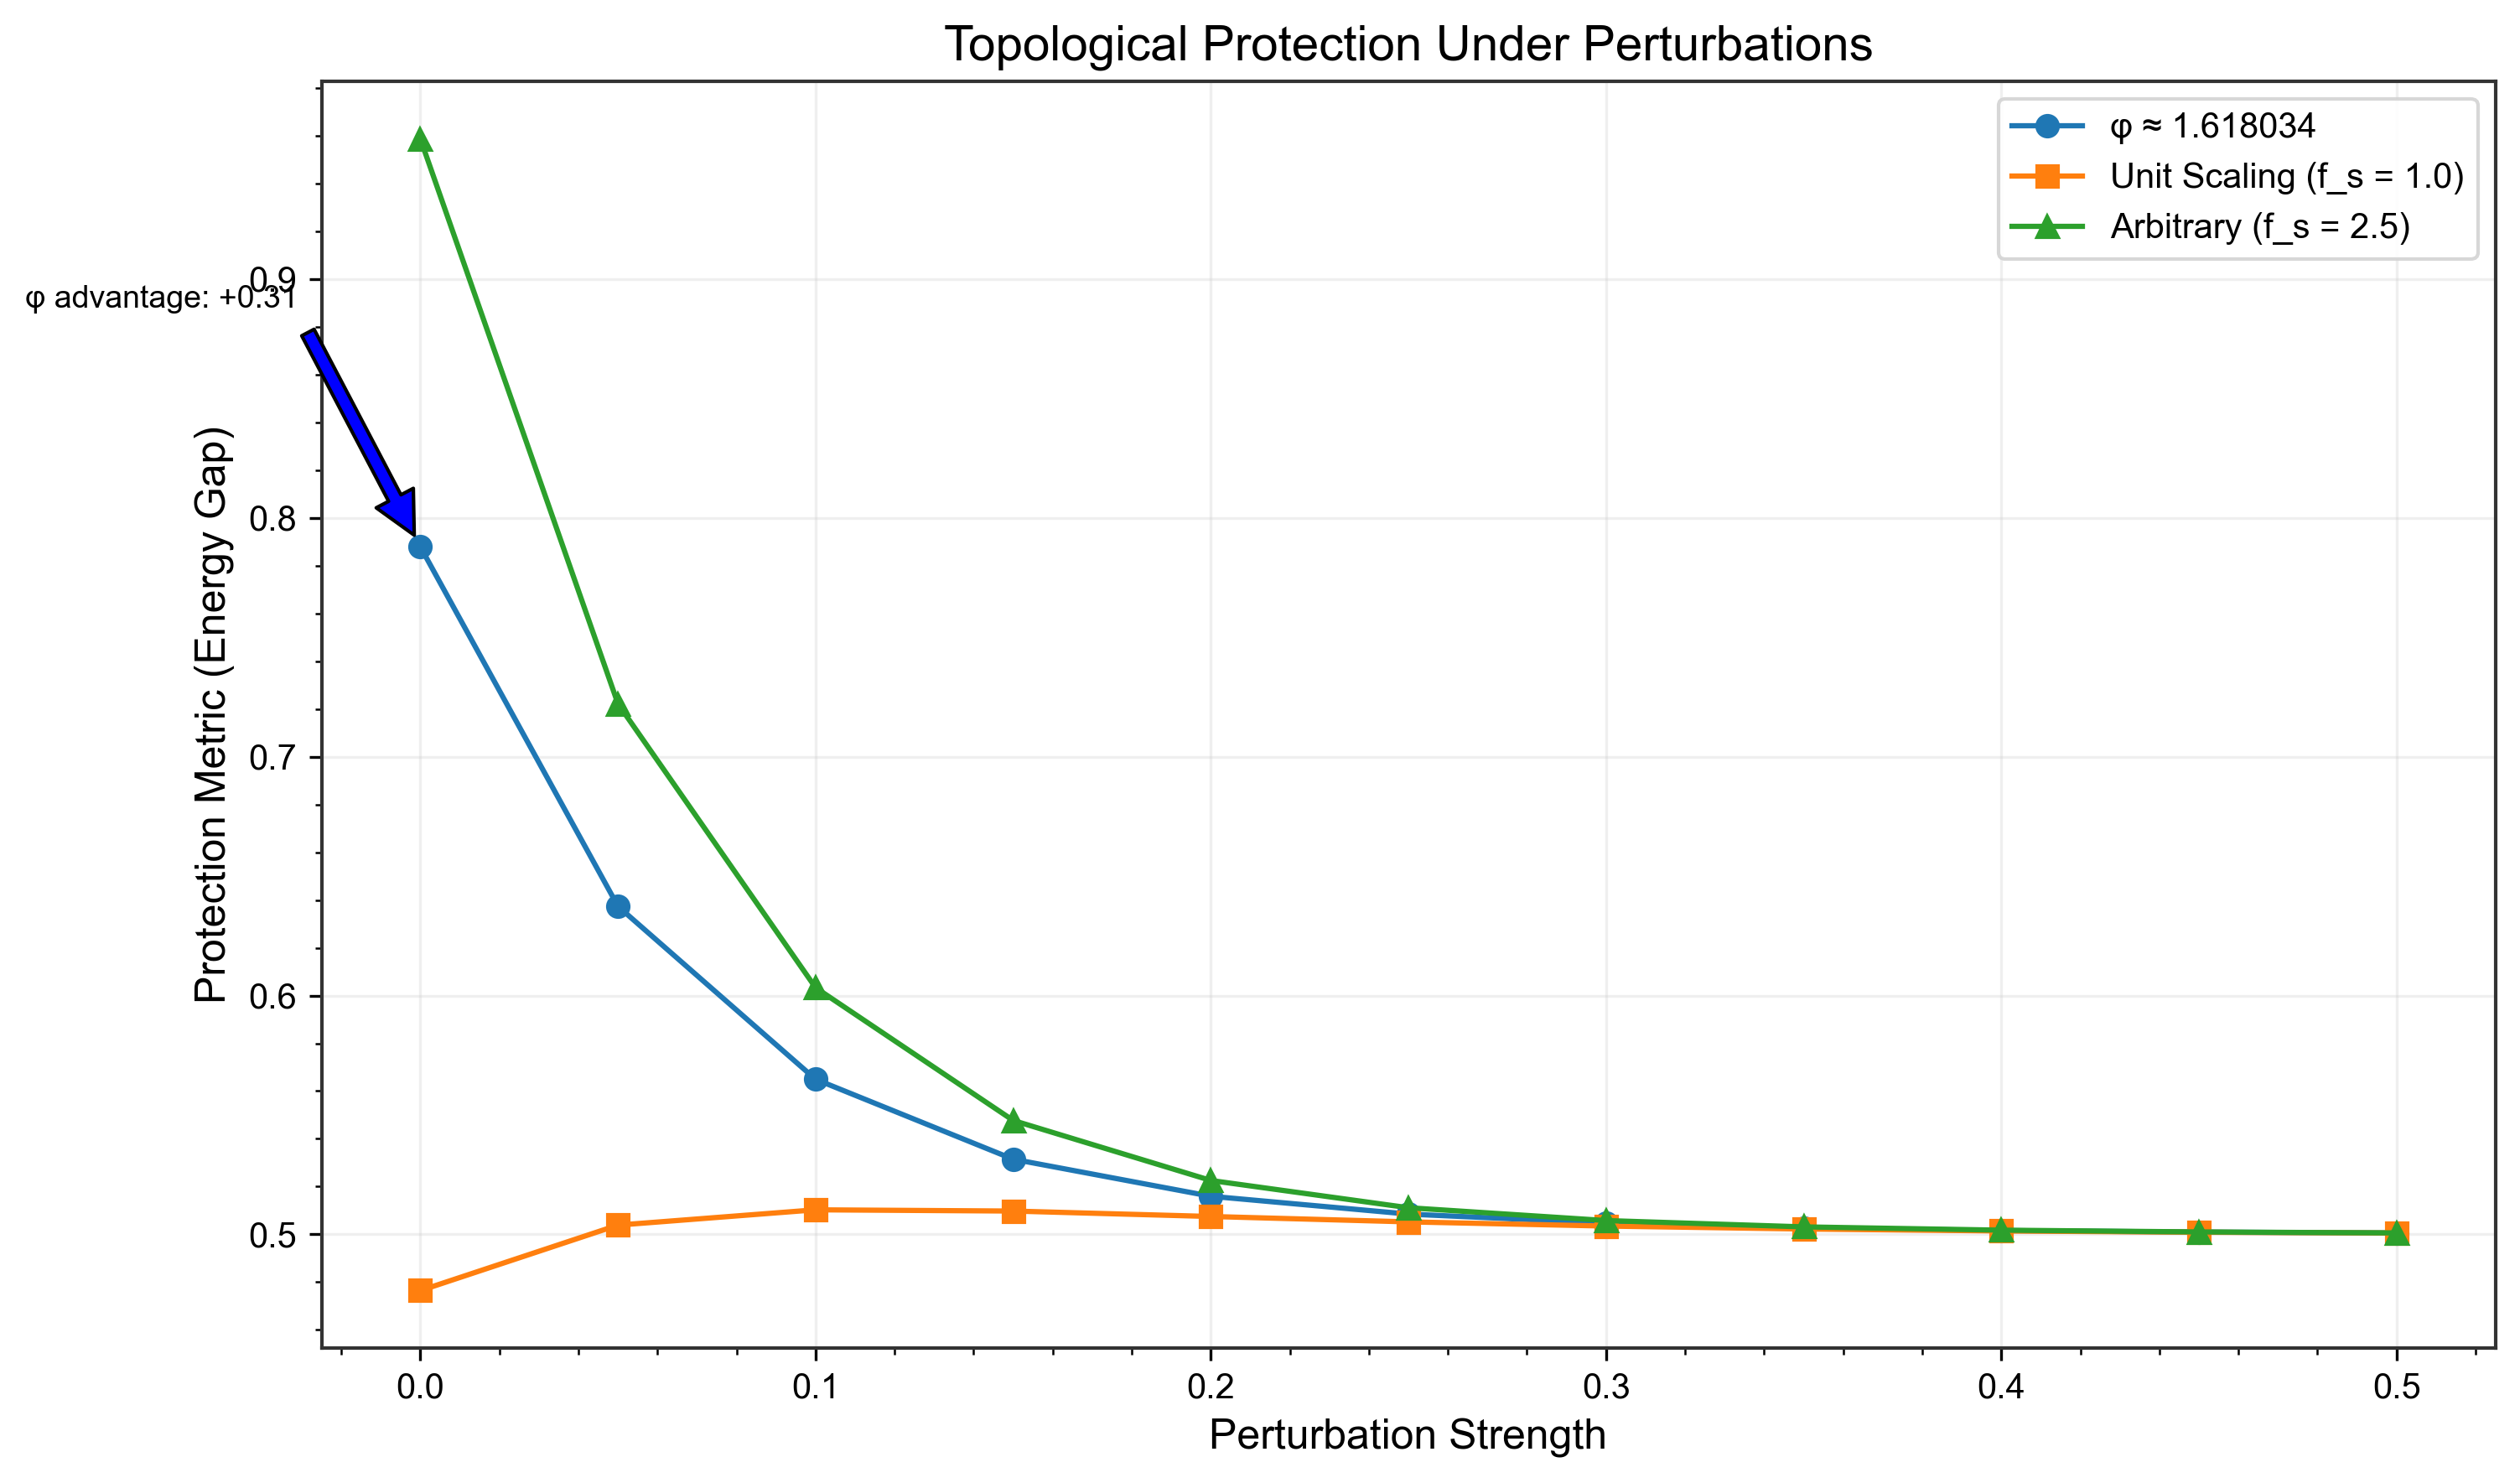 Topological Protection Under Perturbations
φ ≈ 1.618034
Unit Scaling (f_s = 1.0)
Arbitrary (f_s = 2.5)
φ advantage: +0.31
Protection Metric (Energy Gap)
0.9
0.8
0.7
0.6
0.5
0.0 0.1 0.2 0.3 0.4 0.5
Perturbation Strength